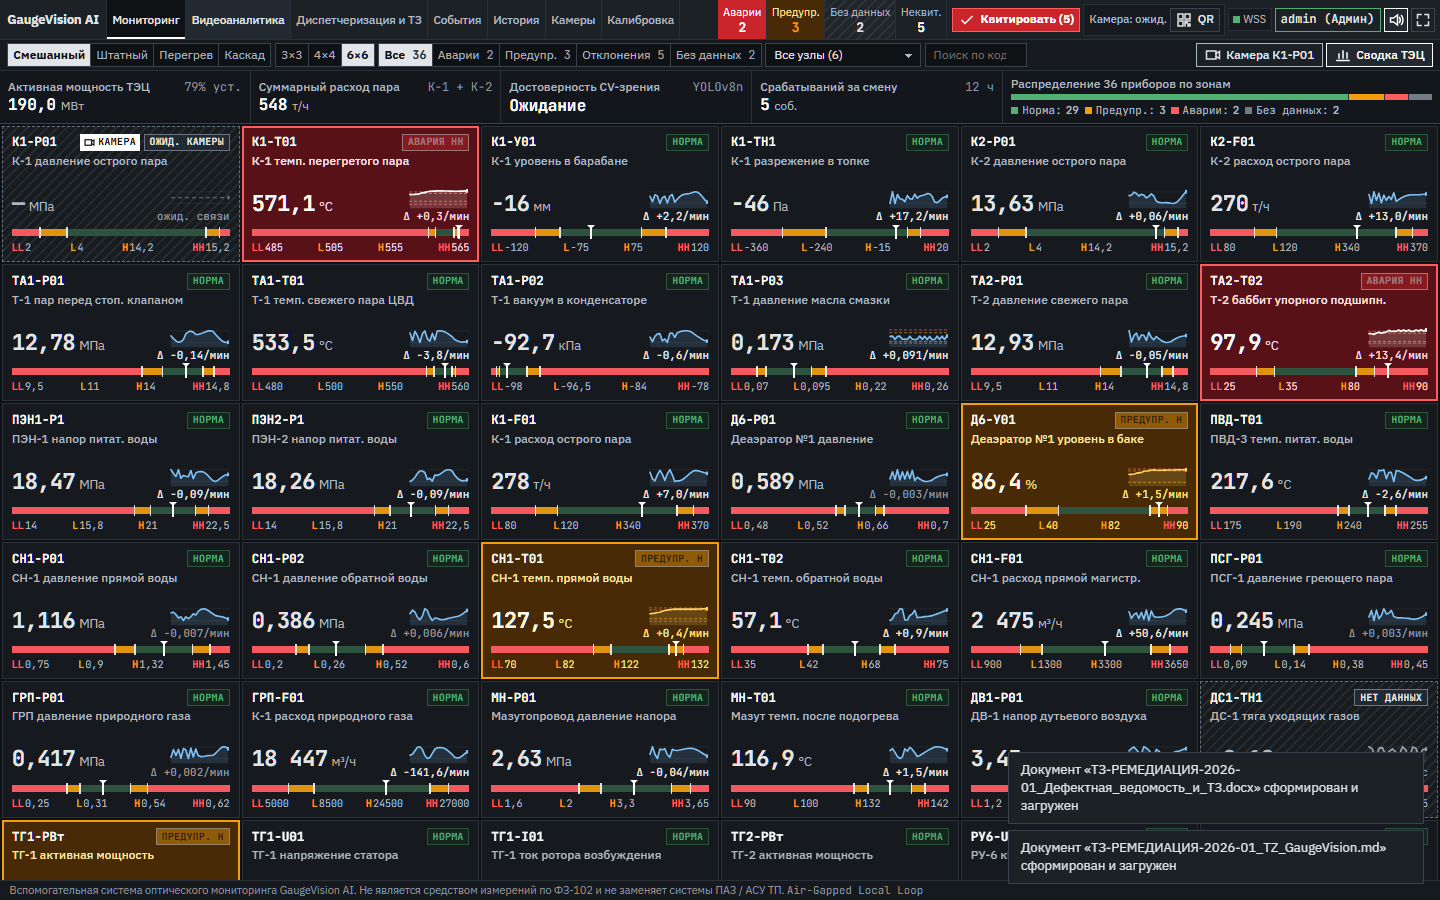 GaugeVision AI Мониторинг Видеоаналитика Диспетчеризация и ТЗ События История Камеры Калибровка Аварии 2 Предупр. 3 Без данных 2 Неквит. 5 Квитировать (5) Камера: ожид. QR WSS admin (Админ)
Смешанный Штатный Перегрев Каскад 3×3 4×4 6×6 Все 36 Аварии 2 Предупр. 3 Отклонения 5 Без данных 2 Все узлы (6) Поиск по код Камера К1-P01 Сводка ТЭЦ
Активная мощность ТЭЦ 79% уст. Суммарный расход пара К-1 + К-2 Достоверность CV-зрения YOLOv8n Срабатываний за смену 12 ч Распределение 36 приборов по зонам
190,0 МВт 548 т/ч Ожидание 5 соб. Норма: 29 Предупр.: 3 Аварии: 2 Без данных: 2
К1-P01 КАМЕРА ОЖИД. КАМЕРЫ К1-T01 АВАРИЯ HH К1-Y01 НОРМА К1-TH1 НОРМА К2-P01 НОРМА К2-F01 НОРМА
К-1 давление острого пара К-1 темп. перегретого пара К-1 уровень в барабане К-1 разрежение в топке К-2 давление острого пара К-2 расход острого пара
— МПа 571,1 °C -16 мм -46 Па 13,63 МПа 270 т/ч
ожид. связи Δ +0,3/мин Δ +2,2/мин Δ +17,2/мин Δ +0,06/мин Δ +13,0/мин
LL2 L4 H14,2 HH15,2 LL485 L505 H555 HH565 LL-120 L-75 H75 HH120 LL-360 L-240 H-15 HH20 LL2 L4 H14,2 HH15,2 LL80 L120 H340 HH370
ТА1-P01 НОРМА ТА1-T01 НОРМА ТА1-P02 НОРМА ТА1-P03 НОРМА ТА2-P01 НОРМА ТА2-T02 АВАРИЯ HH
Т-1 пар перед стоп. клапаном Т-1 темп. свежего пара ЦВД Т-1 вакуум в конденсаторе Т-1 давление масла смазки Т-2 давление свежего пара Т-2 баббит упорного подшипн.
12,78 МПа 533,5 °C -92,7 кПа 0,173 МПа 12,93 МПа 97,9 °C
Δ -0,14/мин Δ -3,8/мин Δ -0,6/мин Δ +0,091/мин Δ -0,05/мин Δ +13,4/мин
LL9,5 L11 H14 HH14,8 LL480 L500 H550 HH560 LL-98 L-96,5 H-84 HH-78 LL0,07 L0,095 H0,22 HH0,26 LL9,5 L11 H14 HH14,8 LL25 L35 H80 HH90
ПЭН1-P1 НОРМА ПЭН2-P1 НОРМА К1-F01 НОРМА Д6-P01 НОРМА Д6-Y01 ПРЕДУПР. H ПВД-T01 НОРМА
ПЭН-1 напор питат. воды ПЭН-2 напор питат. воды К-1 расход острого пара Деаэратор №1 давление Деаэратор №1 уровень в баке ПВД-3 темп. питат. воды
18,47 МПа 18,26 МПа 278 т/ч 0,589 МПа 86,4 % 217,6 °C
Δ -0,09/мин Δ -0,09/мин Δ +7,0/мин Δ -0,003/мин Δ +1,5/мин Δ -2,6/мин
LL14 L15,8 H21 HH22,5 LL14 L15,8 H21 HH22,5 LL80 L120 H340 HH370 LL0,48 L0,52 H0,66 HH0,7 LL25 L40 H82 HH90 LL175 L190 H240 HH255
СН1-P01 НОРМА СН1-P02 НОРМА СН1-T01 ПРЕДУПР. H СН1-T02 НОРМА СН1-F01 НОРМА ПСГ-P01 НОРМА
СН-1 давление прямой воды СН-1 давление обратной воды СН-1 темп. прямой воды СН-1 темп. обратной воды СН-1 расход прямой магистр. ПСГ-1 давление греющего пара
1,116 МПа 0,386 МПа 127,5 °C 57,1 °C 2 475 м³/ч 0,245 МПа
Δ -0,007/мин Δ +0,006/мин Δ +0,4/мин Δ +0,9/мин Δ +50,6/мин Δ +0,003/мин
LL0,75 L0,9 H1,32 HH1,45 LL0,2 L0,26 H0,52 HH0,6 LL70 L82 H122 HH132 LL35 L42 H68 HH75 LL900 L1300 H3300 HH3650 LL0,09 L0,14 H0,38 HH0,45
ГРП-P01 НОРМА ГРП-F01 НОРМА МН-P01 НОРМА МН-T01 НОРМА ДВ1-P01 НОРМА ДС1-TH1 НЕТ ДАННЫХ
ГРП давление природного газа К-1 расход природного газа Мазутопровод давление напора Мазут темп. после подогрева ДВ-1 напор дутьевого воздуха ДС-1 тяга уходящих газов
0,417 МПа 18 447 м³/ч 2,63 МПа 116,9 °C
Δ +0,002/мин Δ -141,6/мин Δ -0,04/мин Δ +1,5/мин
LL0,25 L0,31 H0,54 HH0,62 LL5000 L8500 H24500 HH27000 LL1,6 L2 H3,3 HH3,65 LL90 L100 H132 HH142 LL1,2
Документ «ТЗ-РЕМЕДИАЦИЯ-2026-
01_Дефектная_ведомость_и_ТЗ.docx» сформирован и
загружен
ТГ1-PВт ПРЕДУПР. H ТГ1-U01 НОРМА ТГ1-I01 НОРМА ТГ2-PВт НОРМА РУ6-U
ТГ-1 активная мощность ТГ-1 напряжение статора ТГ-1 ток ротора возбуждения ТГ-2 активная мощность РУ-6 к
Документ «ТЗ-РЕМЕДИАЦИЯ-2026-01_TZ_GaugeVision.md»
сформирован и загружен
Вспомогательная система оптического мониторинга GaugeVision AI. Не является средством измерений по ФЗ-102 и не заменяет системы ПАЗ / АСУ ТП. Air-Gapped Local Loop